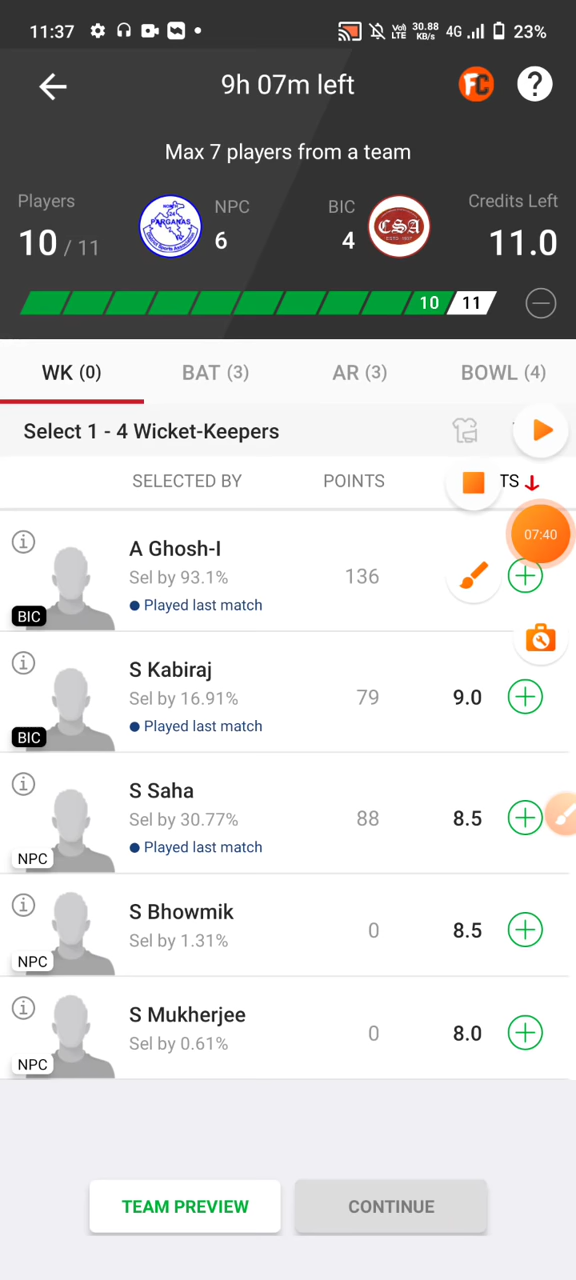 11:37
Vo) LTE 30.88 KB/s 4G 23%
9h 07m left
FC ?
Max 7 players from a team
Players NPC BIC Credits Left
10 / 11 6 4 11.0
PARGANAS
CSA
10 11
WK (0) BAT (3) AR (3) BOWL (4)
Select 1 - 4 Wicket-Keepers
SELECTED BY POINTS TS
07:40
A Ghosh-I
Sel by 93.1% 136
Played last match
BIC
S Kabiraj
Sel by 16.91% 79 9.0
Played last match
BIC
S Saha
Sel by 30.77% 88 8.5
Played last match
NPC
S Bhowmik
Sel by 1.31% 0 8.5
NPC
S Mukherjee
Sel by 0.61% 0 8.0
NPC
TEAM PREVIEW CONTINUE